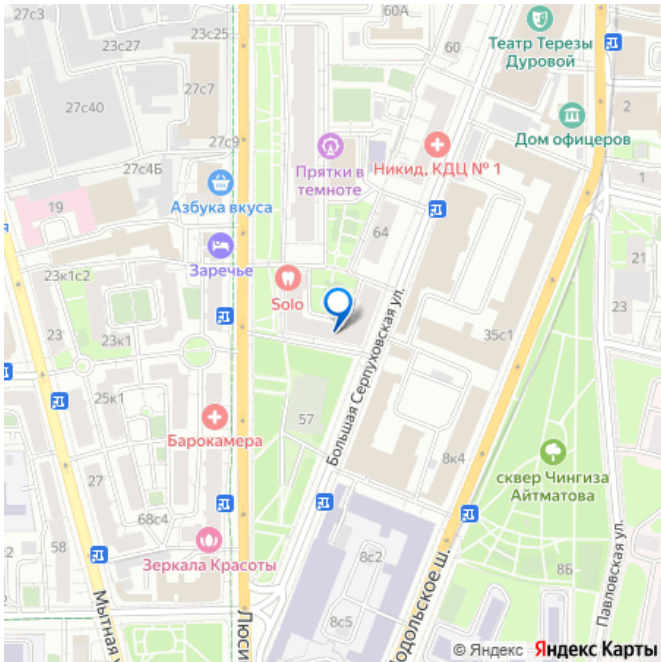 27с3
23с25
60А
60
Театр Терезы
Дуровой
27с7
27с40
2
27с9
Дом офицеров
Прятки в
темноте
Никид, КДЦ № 1
27с4Б
1
19
Азбука вкуса
64
21
Заречье
23к1с2
Solo
23
23
23к1
35с1
Большая Серпуховская ул.
25к1
57
Барокамера
8к4
сквер Чингиза
Айтматова
27
68с4
58
8с2
8Б
Зеркала Красоты
Павловская ул.
Мытная у
Люси
8с5
Подольское ш.
© Яндекс Яндекс Карты